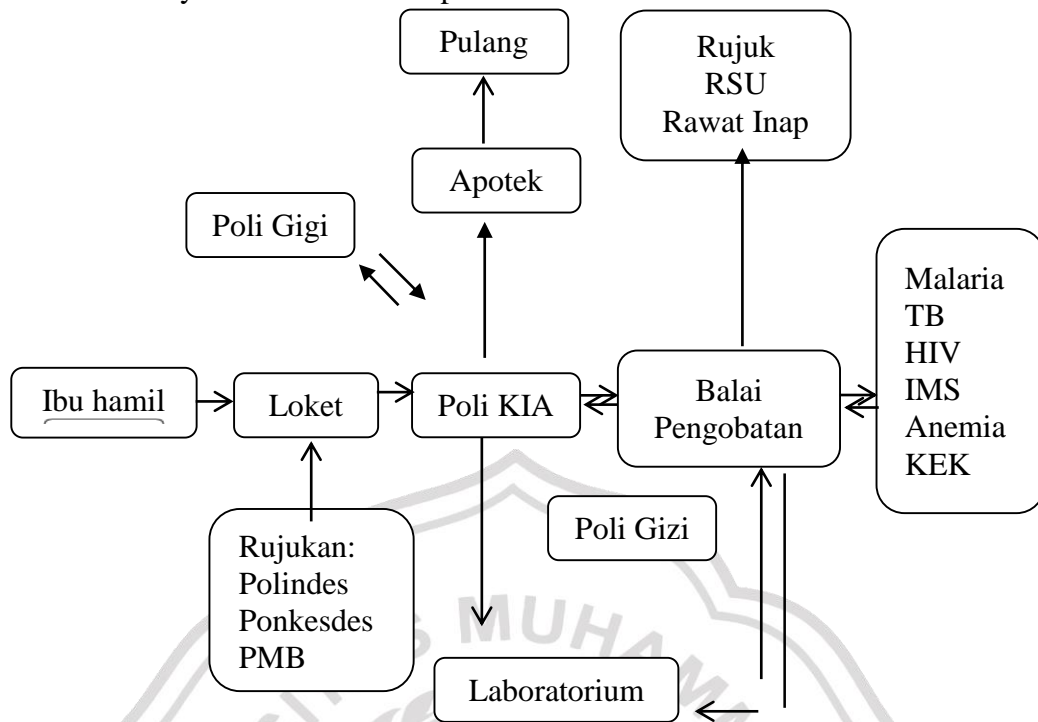 Pulang
Rujuk
RSU
Rawat Inap
Apotek
Poli Gigi
Malaria
TB
HIV
IMS
Anemia
KEK
Ibu hamil
Loket
Poli KIA
Balai
Pengobatan
Poli Gizi
Rujukan:
Polindes
Ponkesdes
PMB
Laboratorium
S MUHAMMA